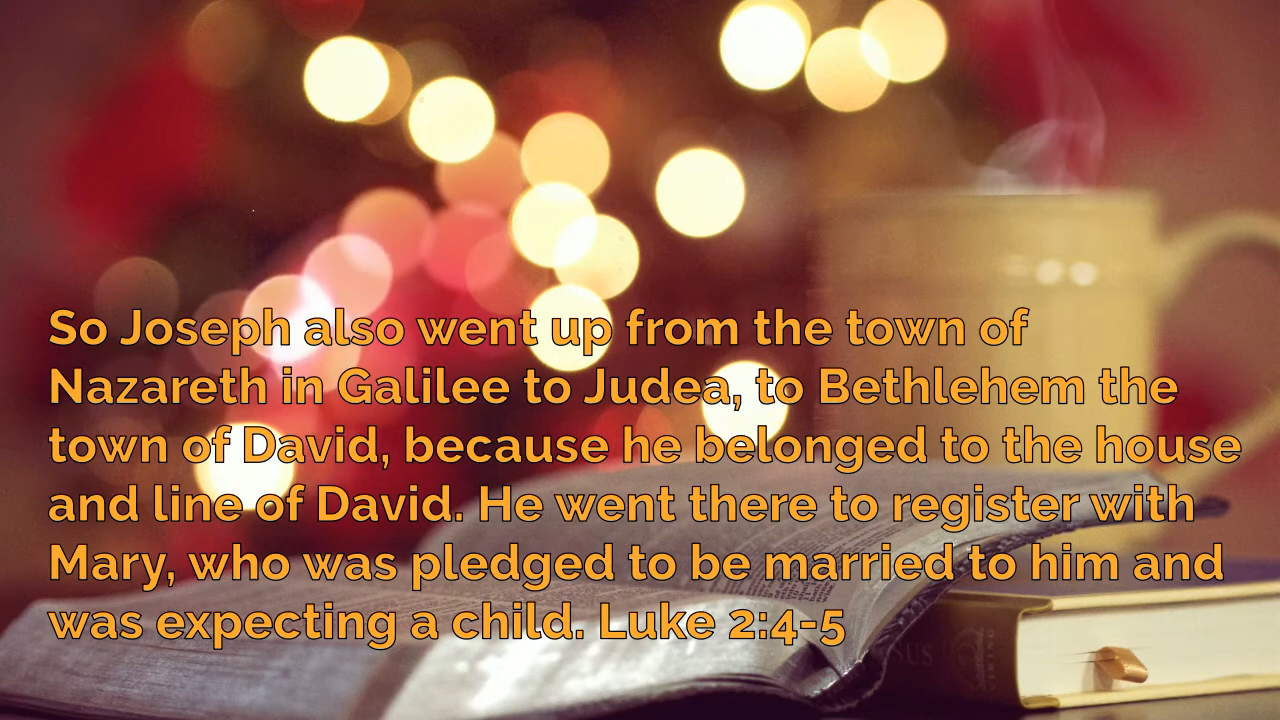 So Joseph also went up from the town of
Nazareth in Galilee to Judea, to Bethlehem the
town of David, because he belonged to the house
and line of David. He went there to register with
Mary, who was pledged to be married to him and
was expecting a child. Luke 2:4-5